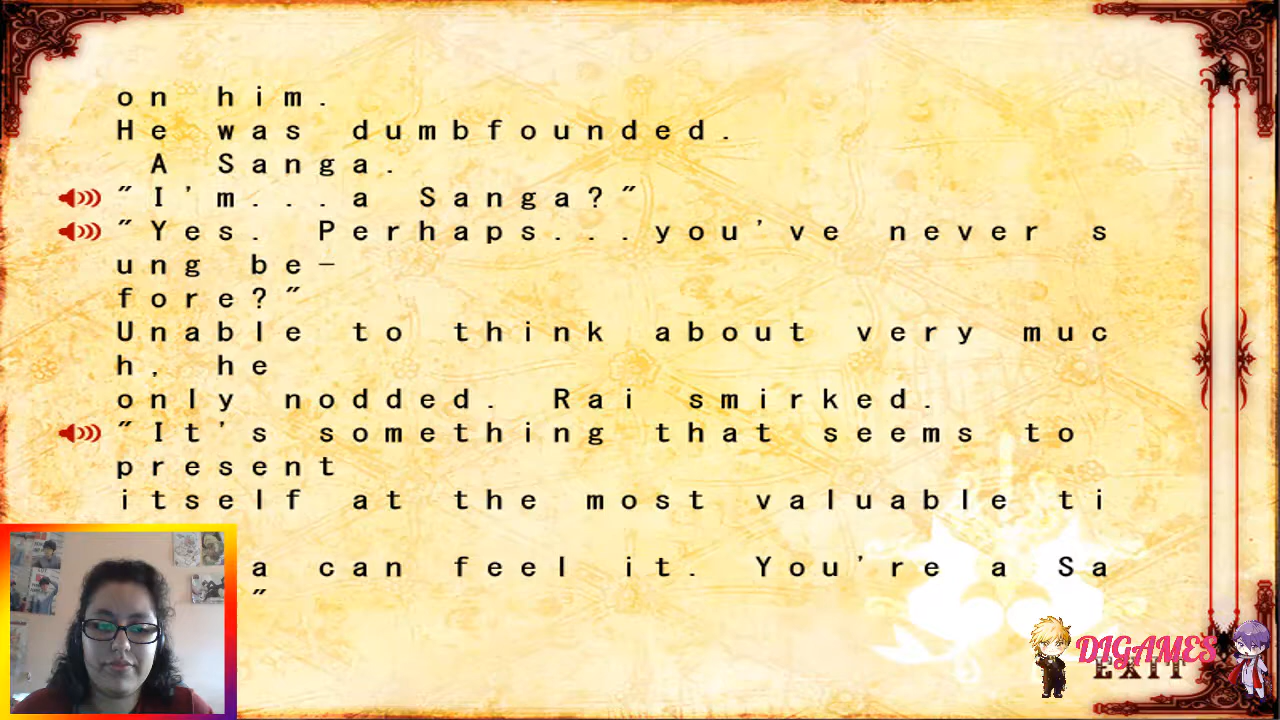 on him.
He was dumbfounded.
A Sanga.
"I'm...a Sanga?"
"Yes. Perhaps...you've never s
ung be-
fore?"
Unable to think about very muc
h, he
only nodded. Rai smirked.
"It's something that seems to
present
itself at the most valuable ti
a can feel it. You're a Sa
"
DIGAMES
EXIT